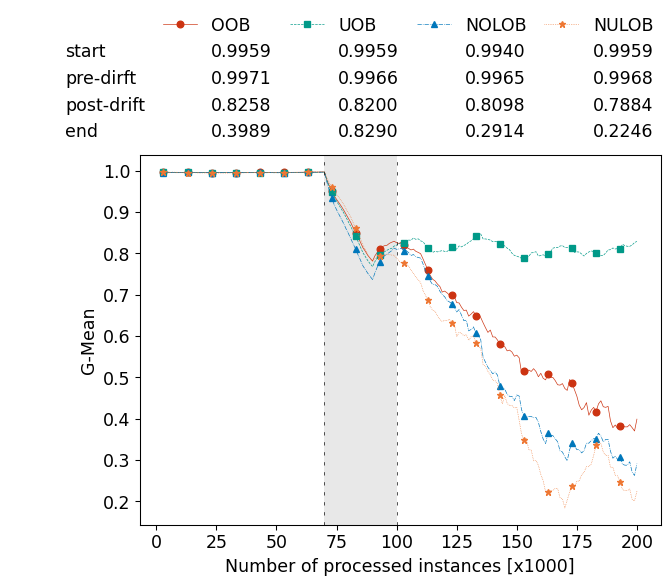 OOB UOB NOLOB NULOB
start 0.9959 0.9959 0.9940 0.9959
pre-dirft 0.9971 0.9966 0.9965 0.9968
post-drift 0.8258 0.8200 0.8098 0.7884
end 0.3989 0.8290 0.2914 0.2246
1.0
0.9
0.8
0.7
0.6
0.5
0.4
0.3
0.2
G-Mean
0 25 50 75 100 125 150 175 200
Number of processed instances [x1000]